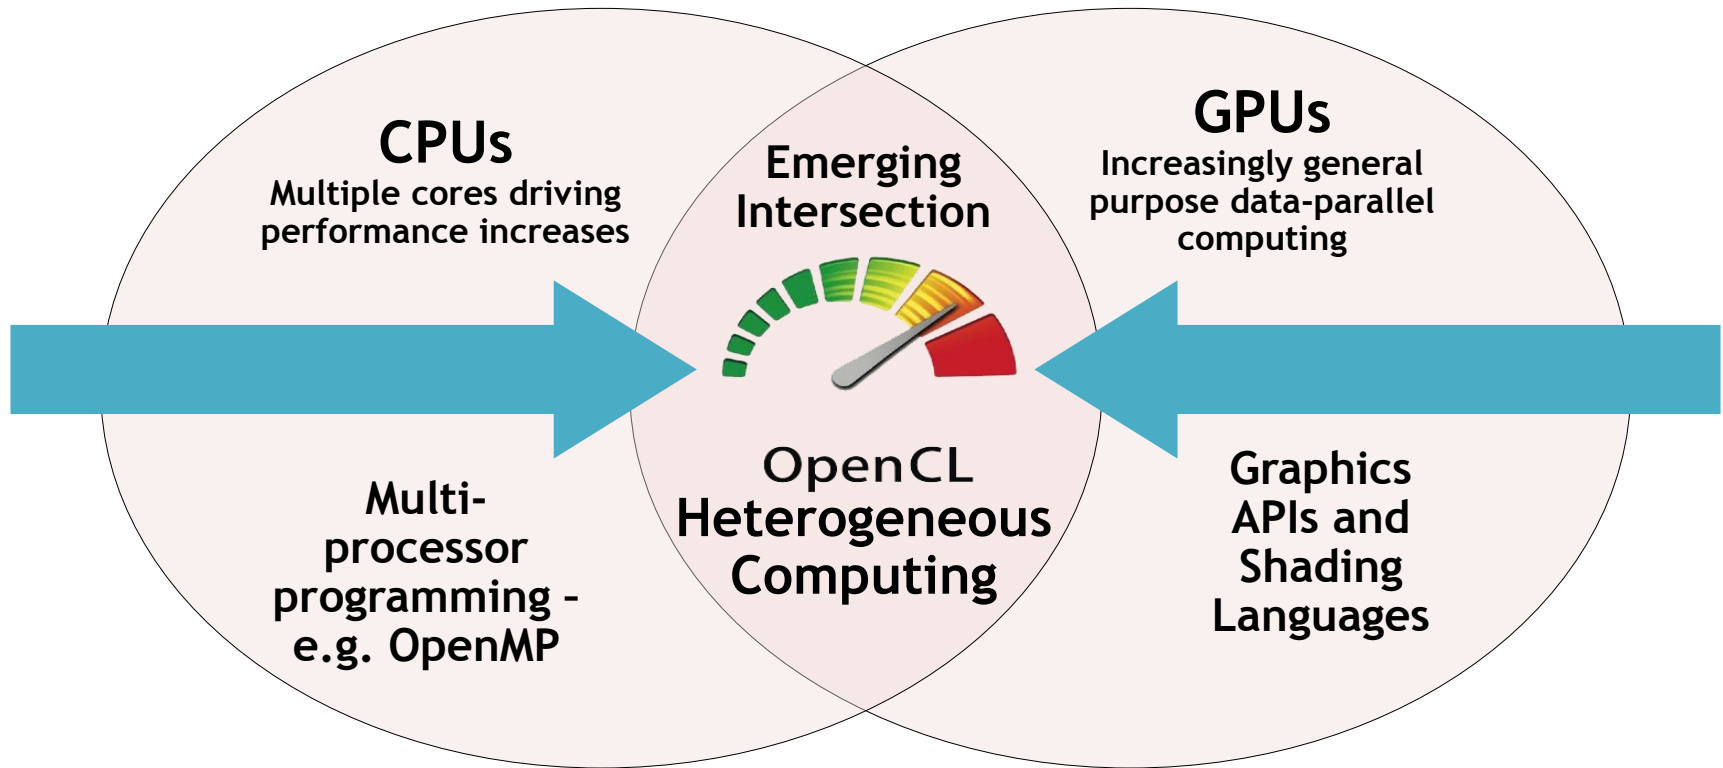 CPUs
Multiple cores driving
performance increases
Multi-
processor
programming –
e.g. OpenMP
Emerging
Intersection
OpenCL
Heterogeneous
Computing
GPUs
Increasingly general
purpose data-parallel
computing
Graphics
APIs and
Shading
Languages